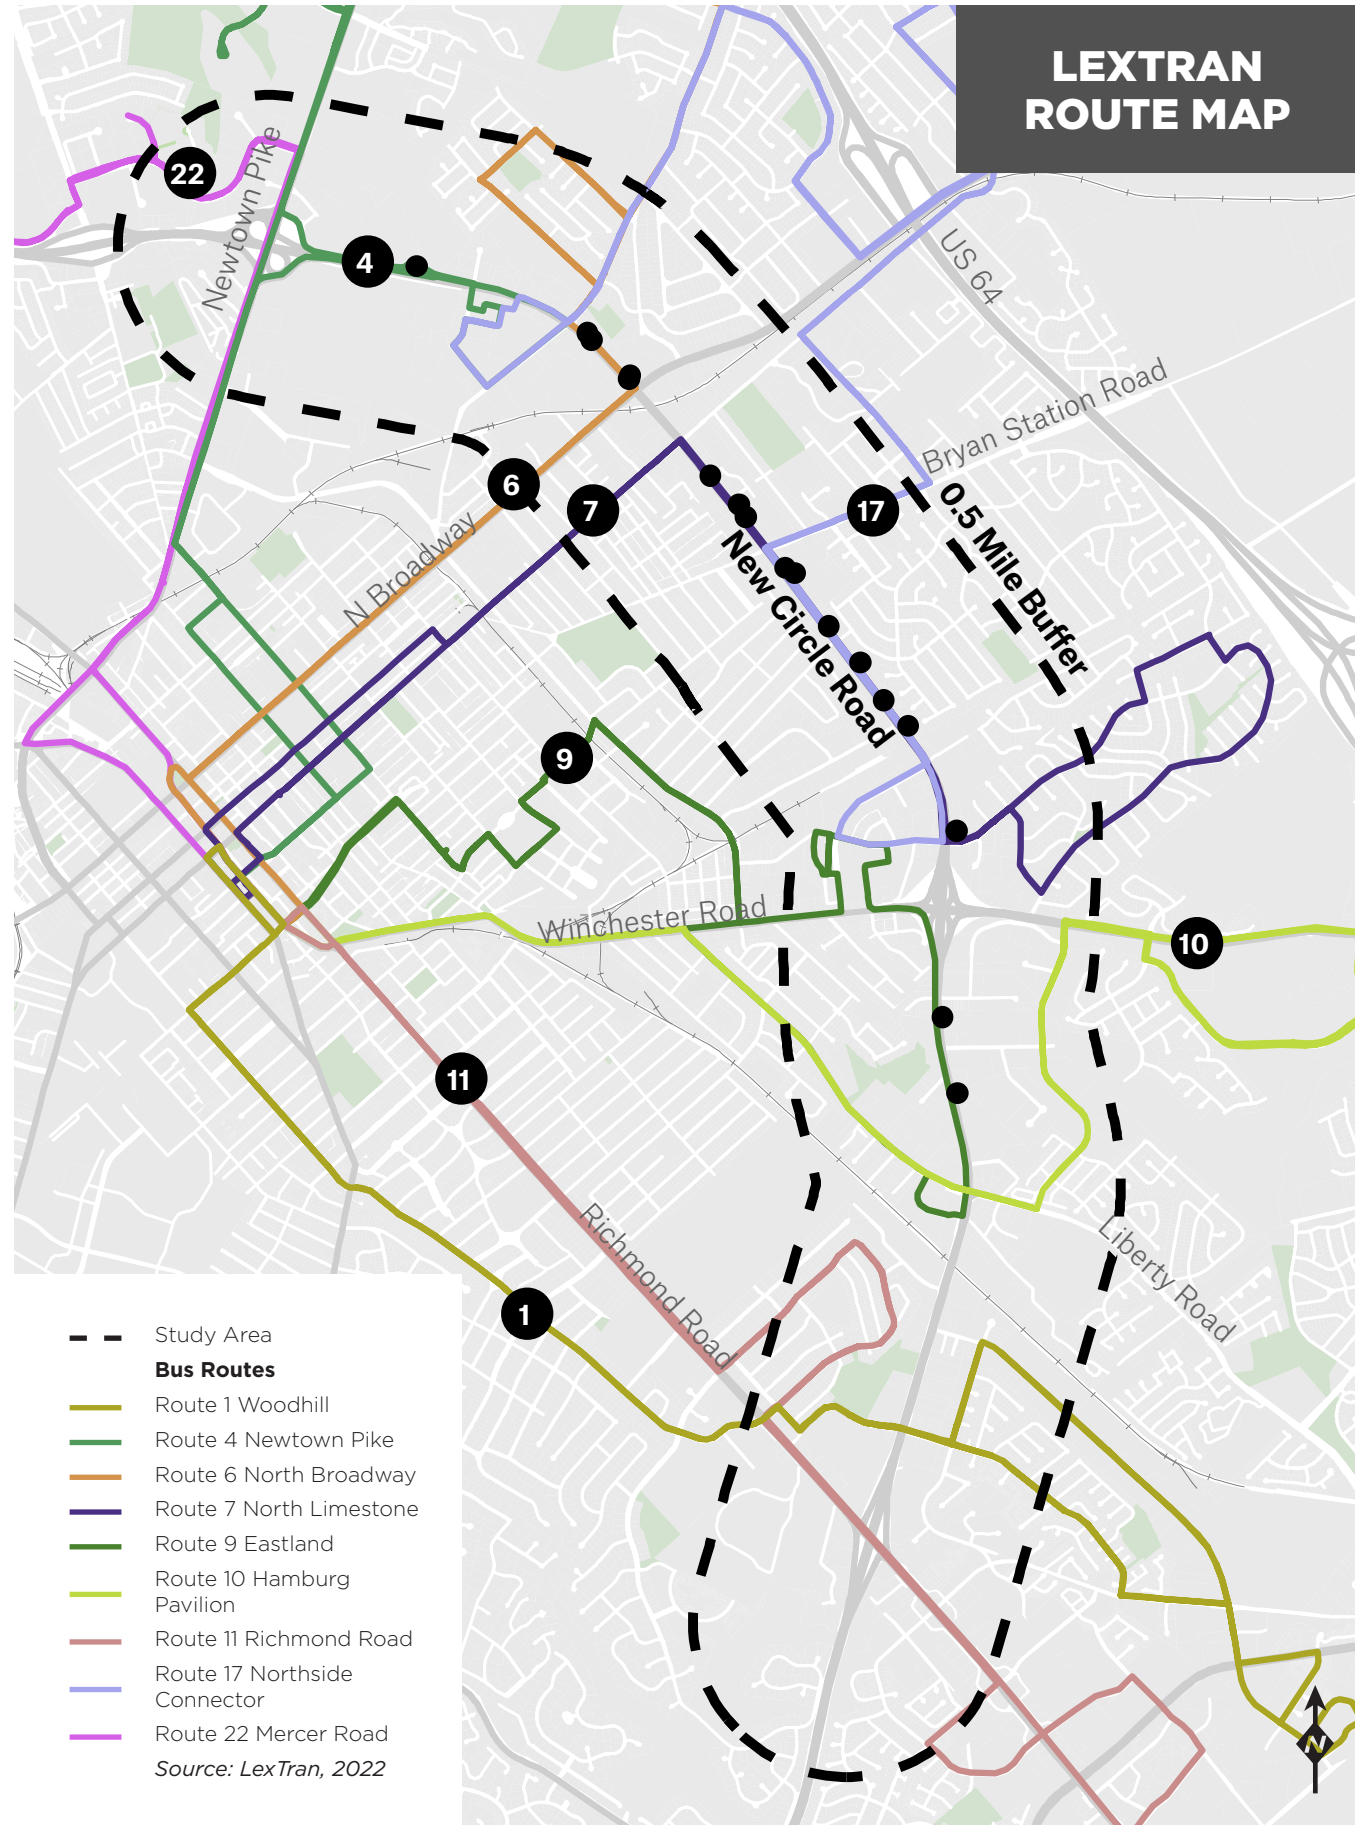 LEXTRAN
ROUTE MAP
22
Newtown Pike
4
US 64
Bryan Station Road
6
7
17
0.5 Mile Buffer
N Broadway
New Circle Road
9
Winchester Road
10
11
Richmond Road
Liberty Road
1
Study Area
Bus Routes
Route 1 Woodhill
Route 4 Newtown Pike
Route 6 North Broadway
Route 7 North Limestone
Route 9 Eastland
Route 10 Hamburg
Pavilion
Route 11 Richmond Road
Route 17 Northside
Connector
Route 22 Mercer Road
Source: LexTran, 2022
N